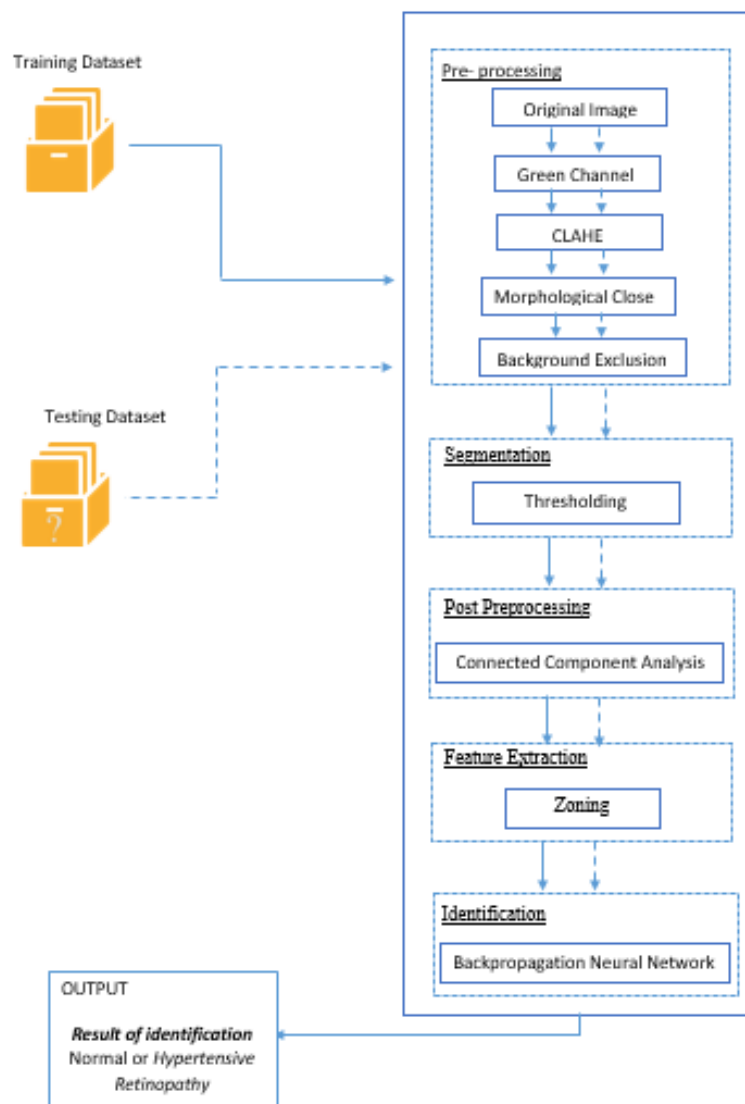 Training Dataset
Pre- processing
Original Image
Green Channel
CLAHE
Morphological Close
Background Exclusion
Testing Dataset
?
Segmentation
Thresholding
Post Preprocessing
Connected Component Analysis
Feature Extraction
Zoning
Identification
Backpropagation Neural Network
OUTPUT
Result of identification
Normal or Hypertensive
Retinopathy